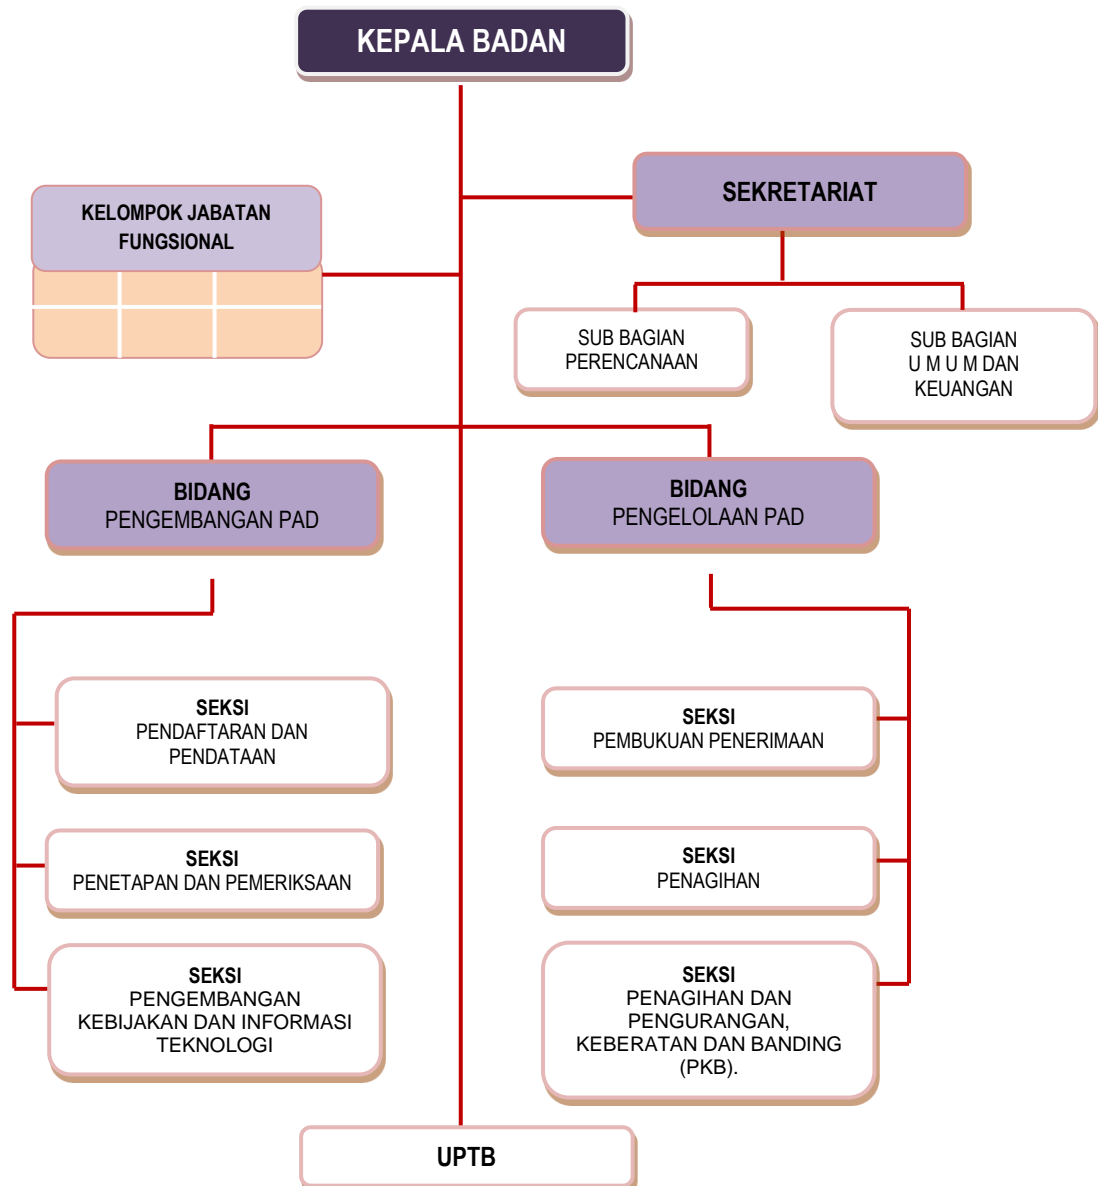 KEPALA BADAN
SEKRETARIAT
KELOMPOK JABATAN
FUNGSIONAL
SUB BAGIAN
PERENCANAAN
SUB BAGIAN
U M U M DAN
KEUANGAN
BIDANG
PENGEMBANGAN PAD
BIDANG
PENGELOLAAN PAD
SEKSI
PENDAFTARAN DAN
PENDATAAN
SEKSI
PENETAPAN DAN PEMERIKSAAN
SEKSI
PENGEMBANGAN
KEBIJAKAN DAN INFORMASI
TEKNOLOGI
SEKSI
PEMBUKUAN PENERIMAAN
SEKSI
PENAGIHAN
SEKSI
PENAGIHAN DAN
PENGURANGAN,
KEBERATAN DAN BANDING
(PKB).
UPTB